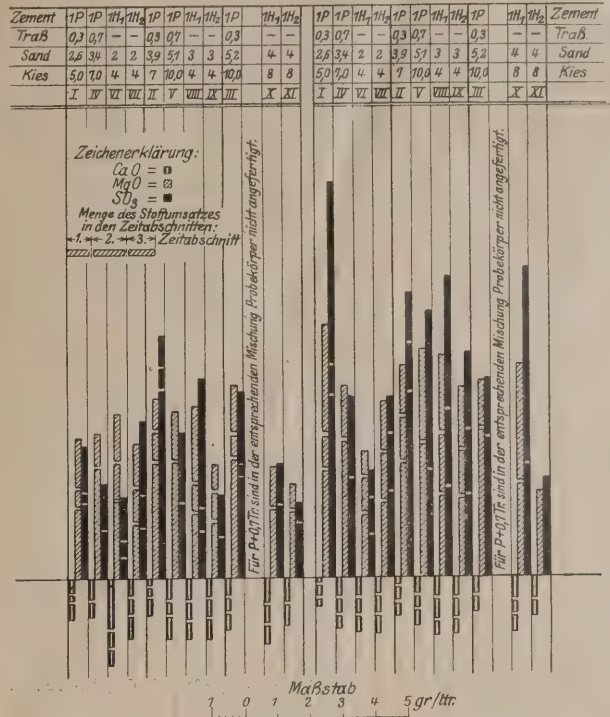 Zement 1P 1P 1H₁ 1H₂ 1P 1P 1H₁ 1H₂ 1P 1H₁ 1H₂ 1P 1P 1H₁ 1H₂ 1P 1P 1H₁ 1H₂ 1P 1H₁ 1H₂ Zement
Traß 0,3 0,7 — — 0,3 0,7 — — 0,3 — — 0,3 0,7 — — 0,3 0,7 — — 0,3 — — Traß
Sand 2,6 3,4 2 2 3,9 5,1 3 3 5,2 4 4 2,6 3,4 2 2 3,9 5,1 3 3 5,2 4 4 Sand
Kies 5,0 7,0 4 4 7 10,0 4 4 10,0 8 8 5,0 7,0 4 4 7 10,0 4 4 10,0 8 8 Kies
I IV VI VII II V VIII IX III X XI I IV VI VII II V VIII IX III X XI
Zeichenerklärung:
CaO =
MgO =
SO₃ =
Menge des Stoffumsatzes
in den Zeitabschnitten:
1. 2. 3. Zeitabschnitt
Für P+0,7Tr. sind in der entsprechenden Mischung Probekörper nicht angefertigt.
Für P+0,7Tr. sind in der entsprechenden Mischung Probekörper nicht angefertigt.
Maßstab
1 0 1 2 3 4 5 gr/ltr.